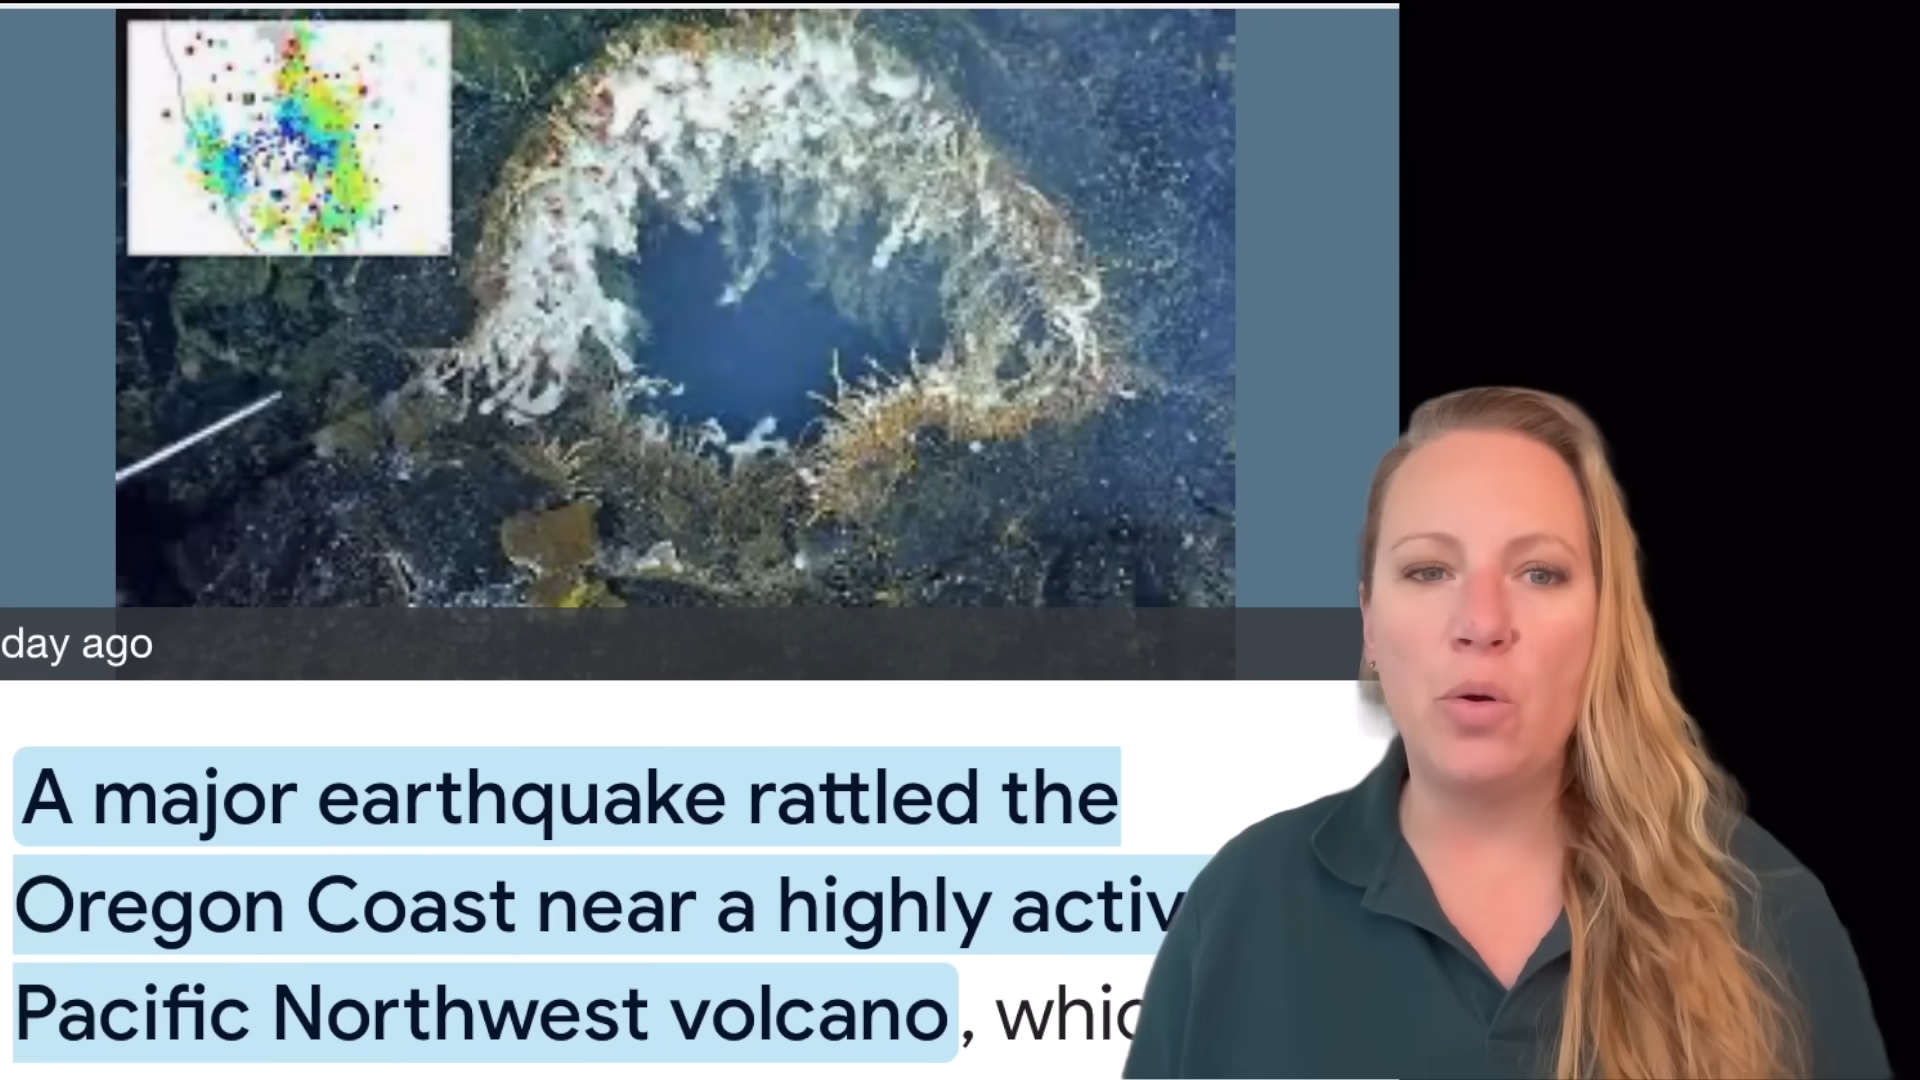 day ago
A major earthquake rattled the
Oregon Coast near a highly activ
Pacific Northwest volcano, whic